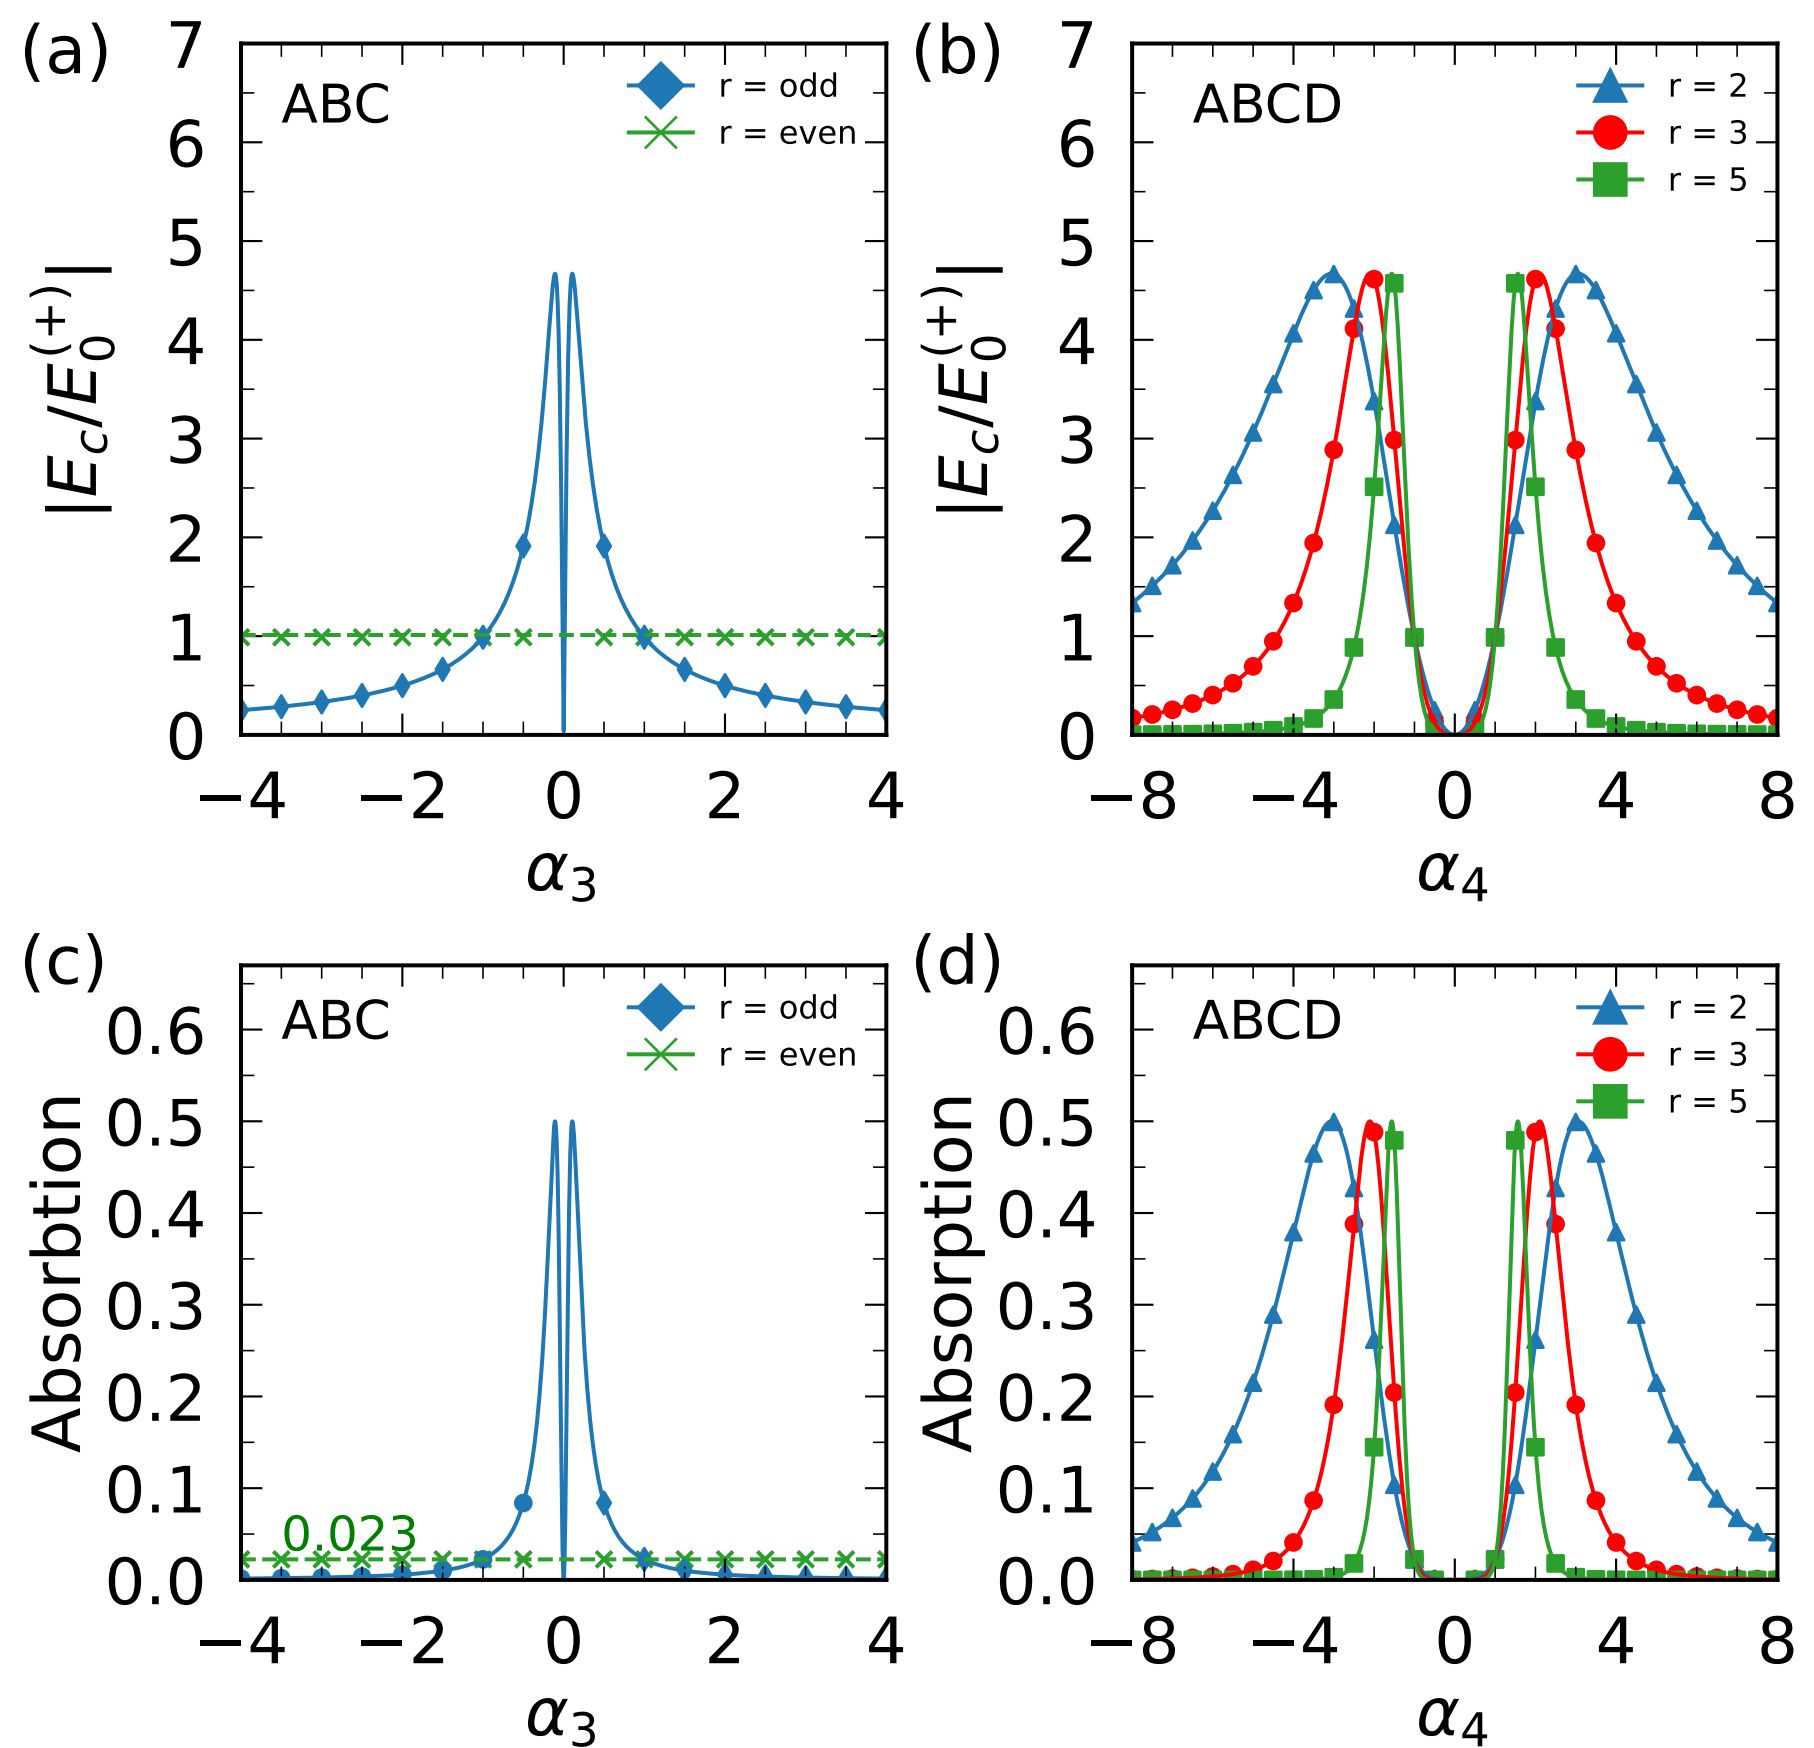 (a)
ABC
r = odd
r = even
|E_c/E_0^{(+)}|
7
6
5
4
3
2
1
0
−4 −2 0 2 4
α_3
(b)
ABCD
r = 2
r = 3
r = 5
|E_c/E_0^{(+)}|
7
6
5
4
3
2
1
0
−8 −4 0 4 8
α_4
(c)
ABC
r = odd
r = even
Absorbtion
0.6
0.5
0.4
0.3
0.2
0.1
0.0
0.023
−4 −2 0 2 4
α_3
(d)
ABCD
r = 2
r = 3
r = 5
Absorption
0.6
0.5
0.4
0.3
0.2
0.1
0.0
−8 −4 0 4 8
α_4